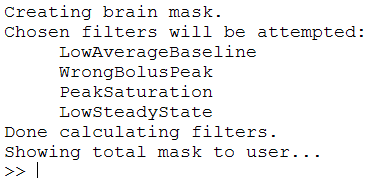 Creating brain mask.
Chosen filters will be attempted:
LowAverageBaseline
WrongBolusPeak
PeakSaturation
LowSteadyState
Done calculating filters.
Showing total mask to user...
>>